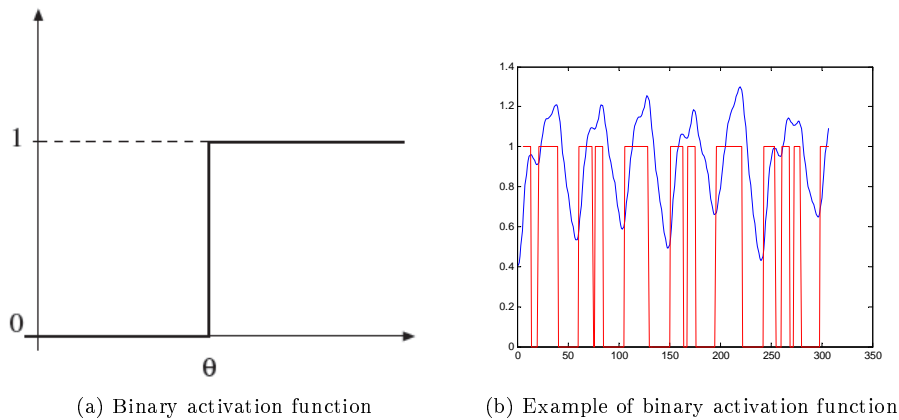 1
0
θ
(a) Binary activation function
1.4
1.2
1
0.8
0.6
0.4
0.2
0
0 50 100 150 200 250 300 350
(b) Example of binary activation function